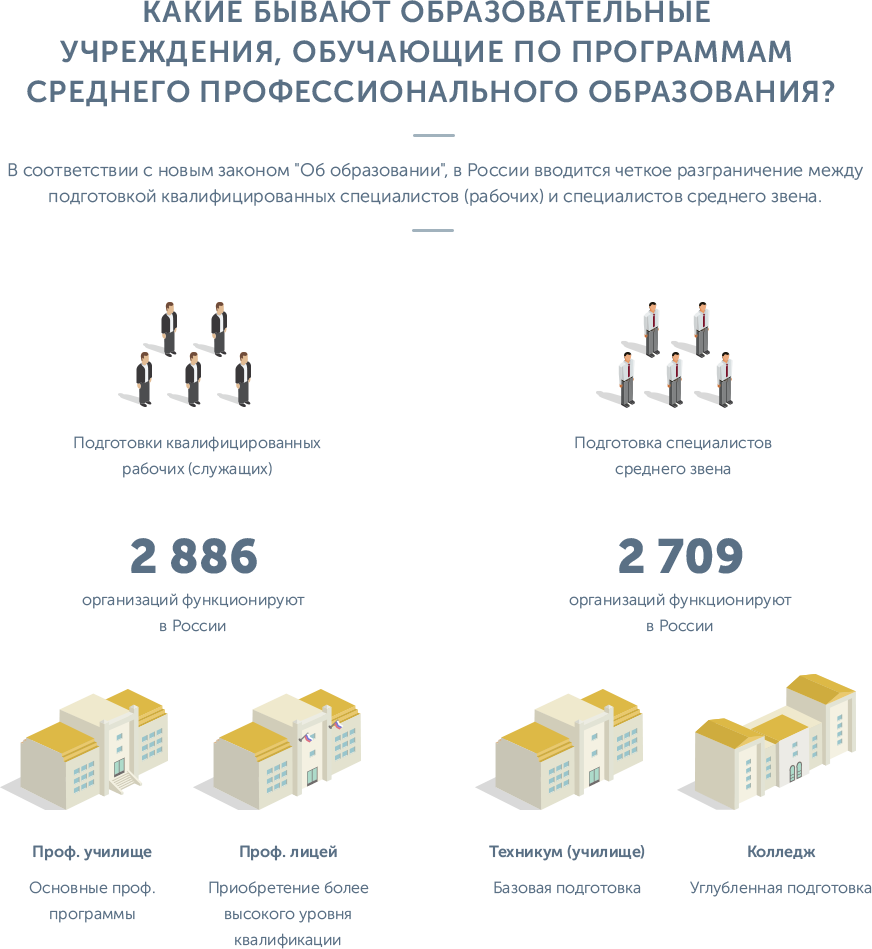 КАКИЕ БЫВАЮТ ОБРАЗОВАТЕЛЬНЫЕ
УЧРЕЖДЕНИЯ, ОБУЧАЮЩИЕ ПО ПРОГРАММАМ
СРЕДНЕГО ПРОФЕССИОНАЛЬНОГО ОБРАЗОВАНИЯ?
В соответствии с новым законом "Об образовании", в России вводится четкое разграничение между
подготовкой квалифицированных специалистов (рабочих) и специалистов среднего звена.
Подготовки квалифицированных
рабочих (служащих)
2 886
организаций функционируют
в России
Подготовка специалистов
среднего звена
2 709
организаций функционируют
в России
Проф. училище
Основные проф.
программы
Проф. лицей
Приобретение более
высокого уровня
квалификации
Техникум (училище)
Базовая подготовка
Колледж
Углубленная подготовка